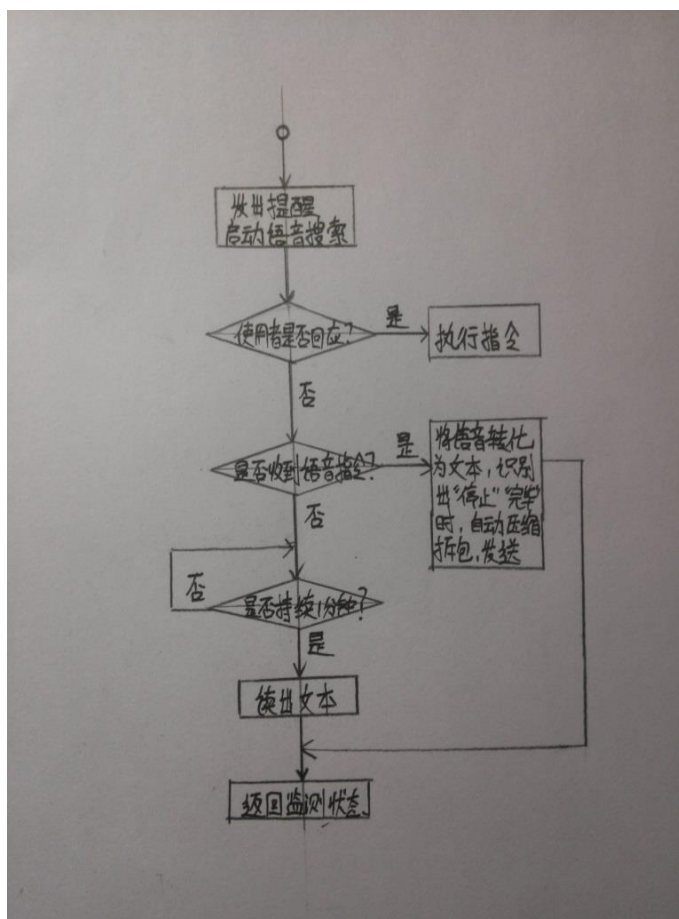 发出提醒
启动语音搜索
使用者是否回应?
是
执行指令
否
是否收到语音指令?
是
将语音转化
为文本,识别
出“停止”“完毕”
时,自动压缩
拆包,发送
否
否
是否持续1分钟?
是
读出文本
返回监测状态